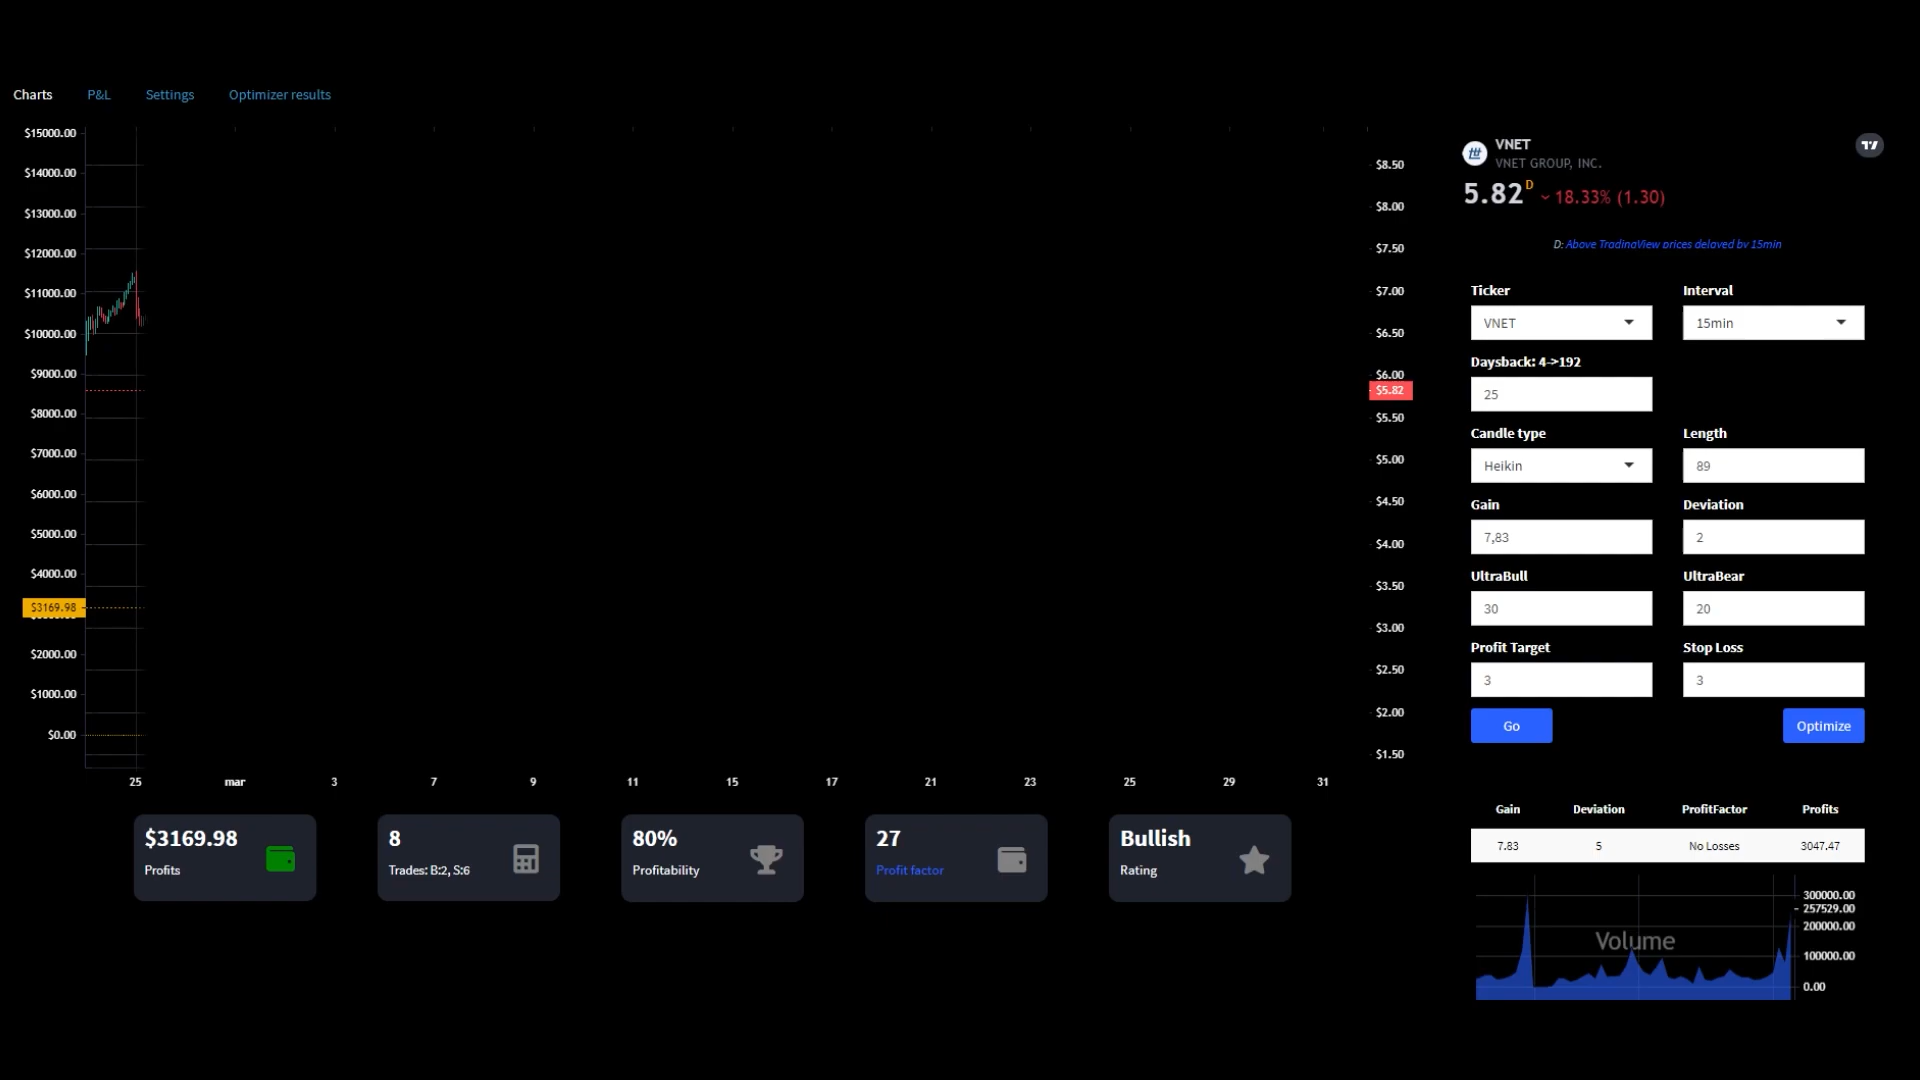 Charts P&L Settings Optimizer results
$15000.00
$14000.00
$13000.00
$12000.00
$11000.00
$10000.00
$9000.00
$8000.00
$7000.00
$6000.00
$5000.00
$4000.00
$3169.98
$2000.00
$1000.00
$0.00
$8.50
$8.00
$7.50
$7.00
$6.50
$6.00
$5.82
$5.50
$5.00
$4.50
$4.00
$3.50
$3.00
$2.50
$2.00
$1.50
25 mar 3 7 9 11 15 17 21 23 25 29 31
$3169.98
Profits
8
Trades: B:2, S:6
80%
Profitability
27
Profit factor
Bullish
Rating
VNET
VNET GROUP, INC.
5.82 D 18.33% (1.30)
D: Above TradingView prices delayed by 15min
Ticker Interval
VNET 15min
Daysback: 4->192
25
Candle type Length
Heikin 89
Gain Deviation
7,83 2
UltraBull UltraBear
30 20
Profit Target Stop Loss
3 3
Go Optimize
Gain Deviation ProfitFactor Profits
7.83 5 No Losses 3047.47
Volume
300000.00
257529.00
200000.00
100000.00
0.00